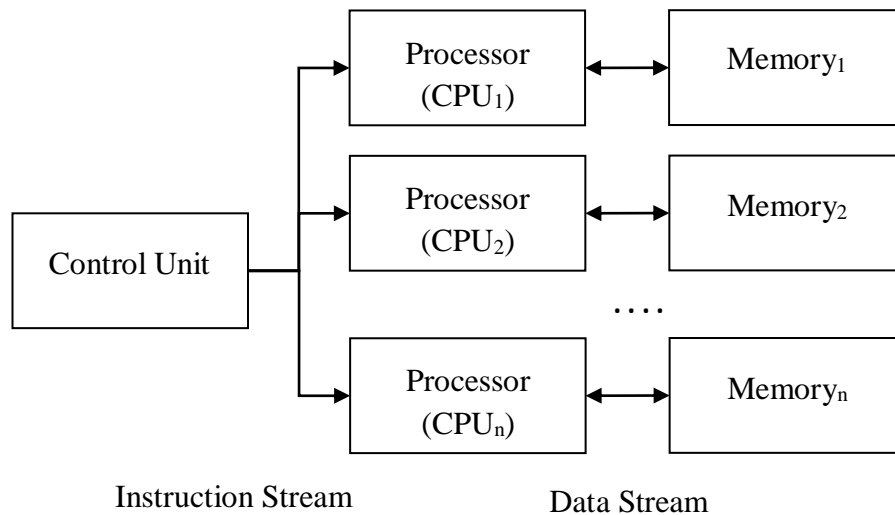 Processor
(CPU₁)
Memory₁
Processor
(CPU₂)
Memory₂
Control Unit
....
Processor
(CPUₙ)
Memoryₙ
Instruction Stream
Data Stream